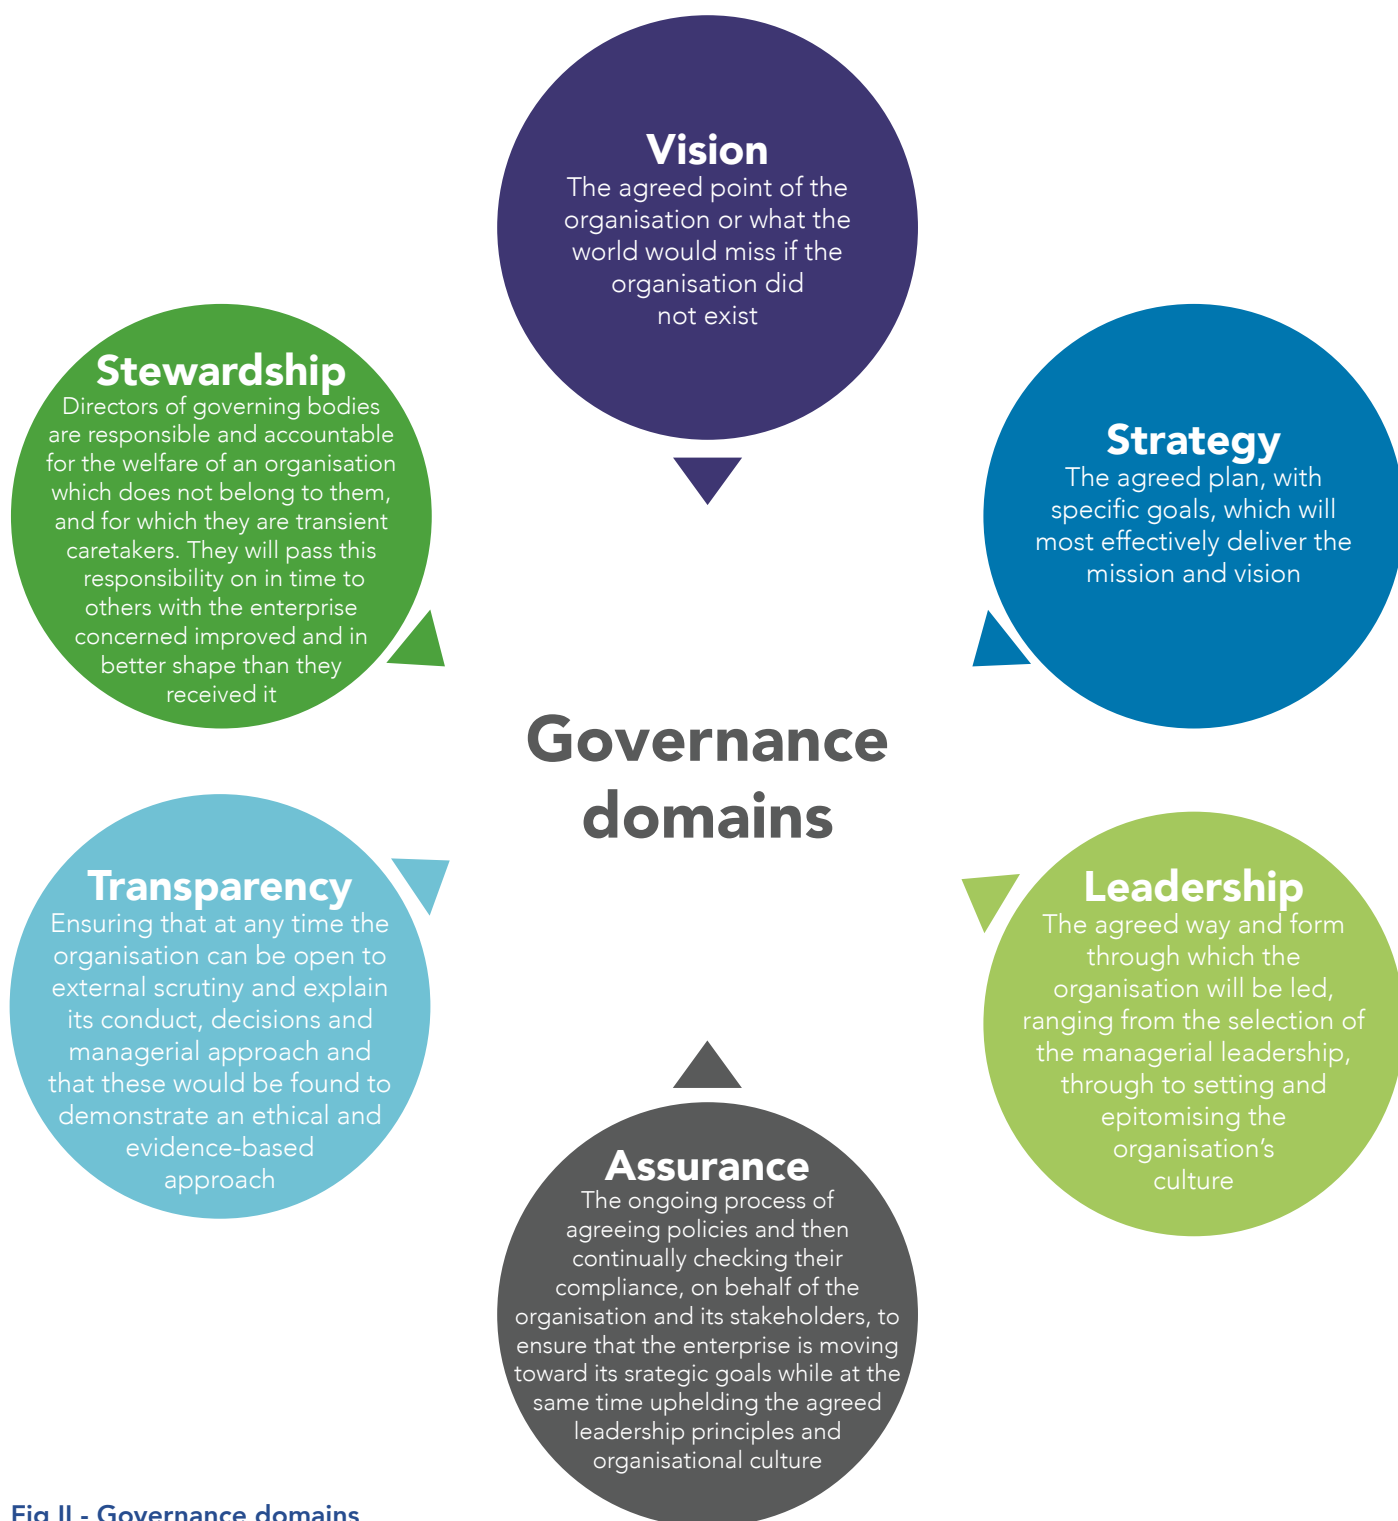 Vision
The agreed point of the
organisation or what the
world would miss if the
organisation did
not exist
Strategy
The agreed plan, with
specific goals, which will
most effectively deliver the
mission and vision
Leadership
The agreed way and form
through which the
organisation will be led,
ranging from the selection of
the managerial leadership,
through to setting and
epitomising the
organisation’s
culture
Assurance
The ongoing process of
agreeing policies and then
continually checking their
compliance, on behalf of the
organisation and its stakeholders, to
ensure that the enterprise is moving
toward its srategic goals while at the
same time uphelding the agreed
leadership principles and
organisational culture
Transparency
Ensuring that at any time the
organisation can be open to
external scrutiny and explain
its conduct, decisions and
managerial approach and
that these would be found to
demonstrate an ethical and
evidence-based
approach
Stewardship
Directors of governing bodies
are responsible and accountable
for the welfare of an organisation
which does not belong to them,
and for which they are transient
caretakers. They will pass this
responsibility on in time to
others with the enterprise
concerned improved and in
better shape than they
received it
Governance
domains
Fig II - Governance domains